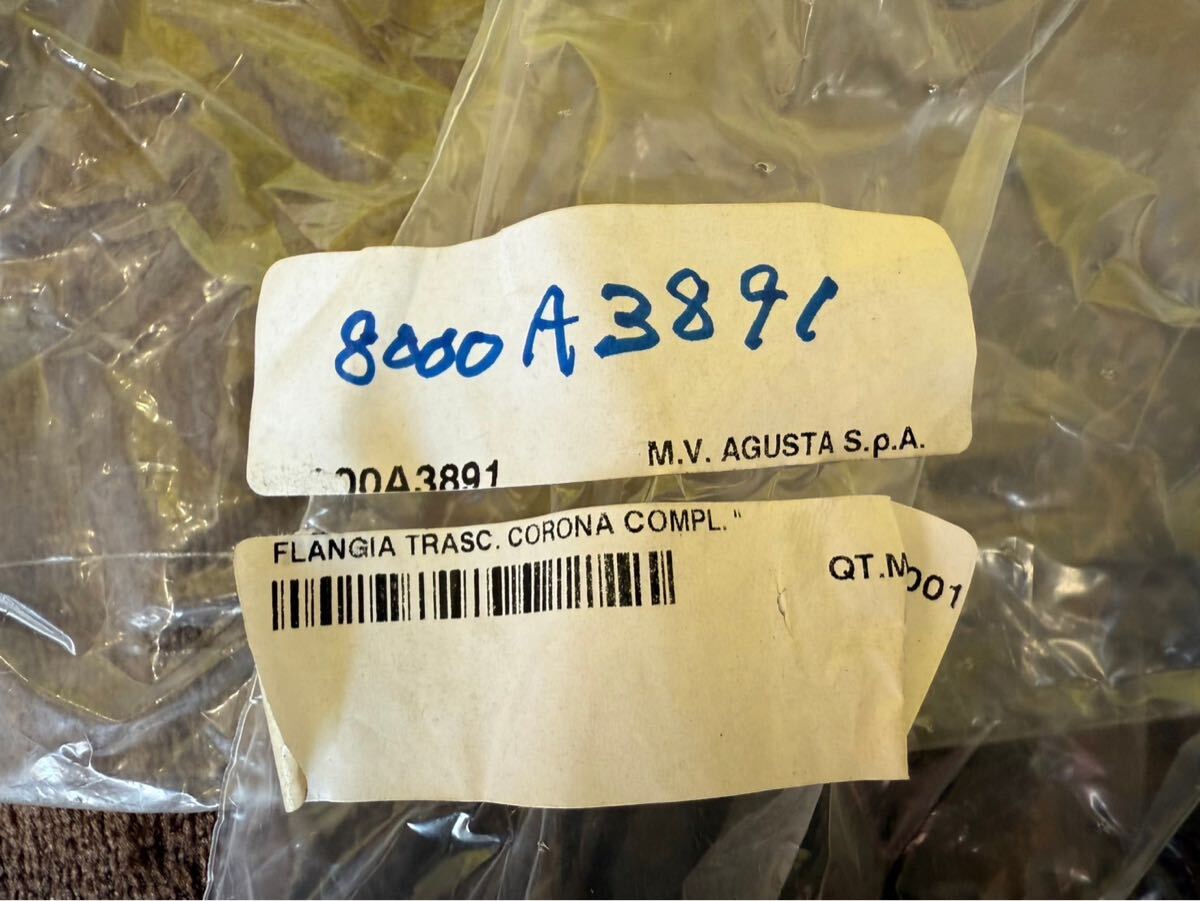 8000A3891
M.V. AGUSTA S.p.A.
00A3891
FLANGIA TRASC. CORONA COMPL."
QT.M
001